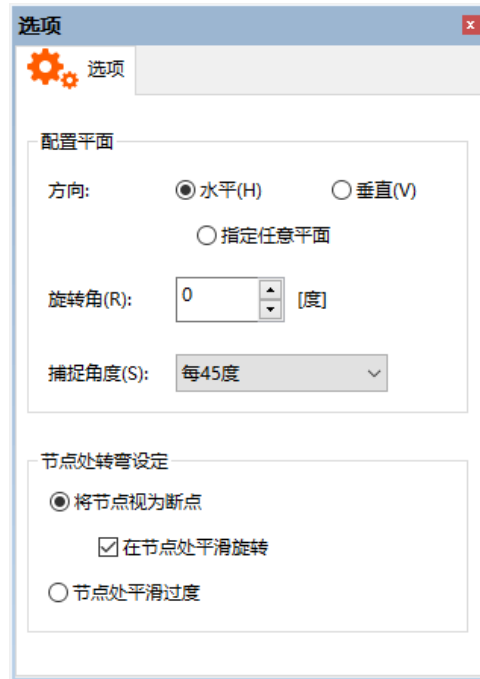 选项
选项
配置平面
方向: 水平(H) 垂直(V)
指定任意平面
旋转角(R): 0 [度]
捕捉角度(S): 每45度
节点处转弯设定
将节点视为断点
在节点处平滑旋转
节点处平滑过度